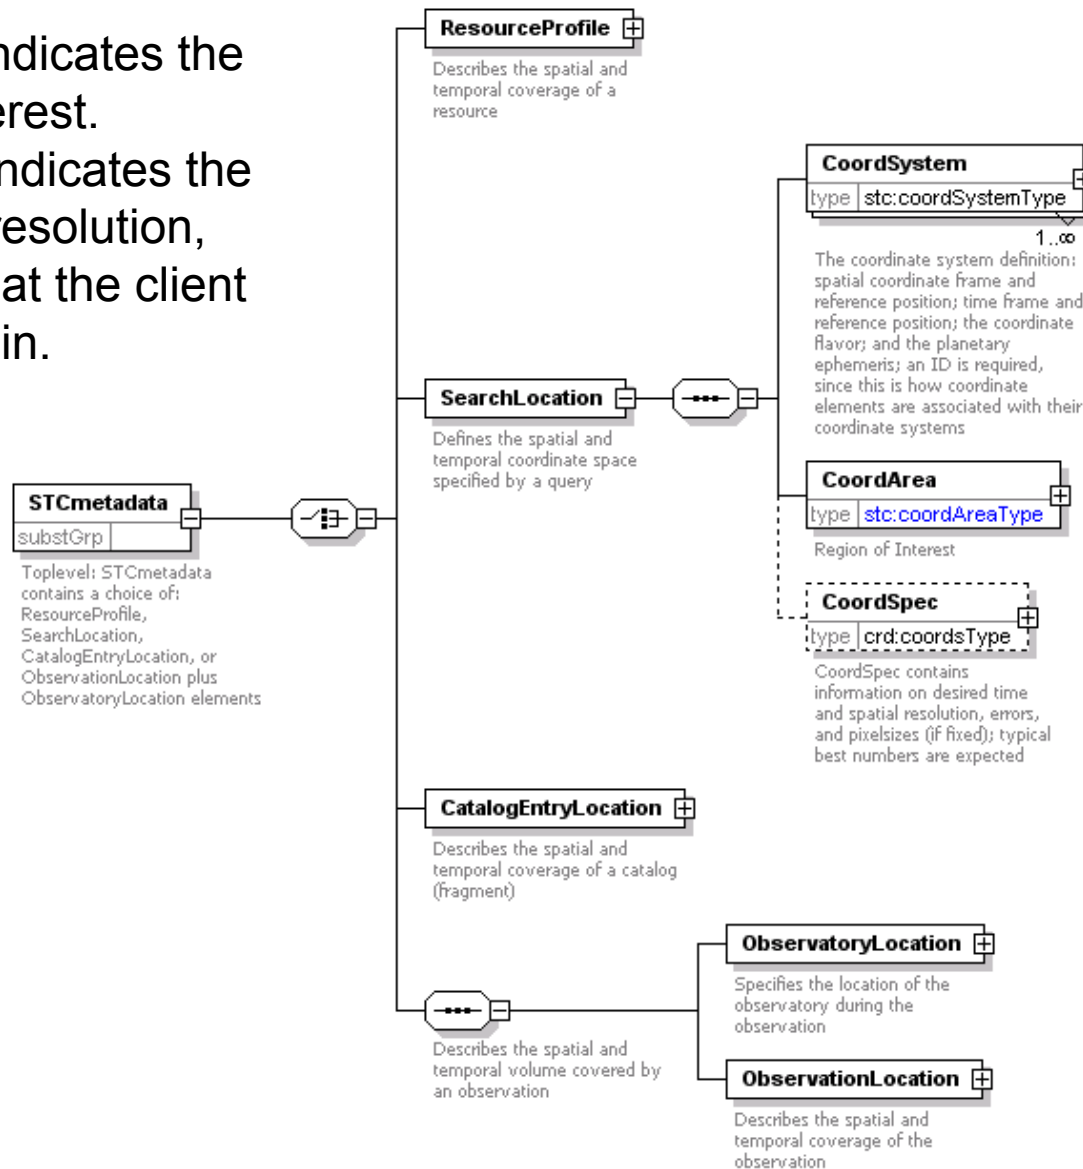 ndicates the
erest.
ndicates the
resolution,
at the client
in.
ResourceProfile
Describes the spatial and
temporal coverage of a
resource
CoordSystem
type stc:coordSystemType
1..∞
The coordinate system definition:
spatial coordinate frame and
reference position; time frame and
reference position; the coordinate
flavor; and the planetary
ephemeris; an ID is required,
since this is how coordinate
elements are associated with their
coordinate systems
SearchLocation
Defines the spatial and
temporal coordinate space
specified by a query
CoordArea
type stc:coordAreaType
Region of Interest
STCmetadata
substGrp
Toplevel: STCmetadata
contains a choice of:
ResourceProfile,
SearchLocation,
CatalogEntryLocation, or
ObservationLocation plus
ObservatoryLocation elements
CoordSpec
type crd:coordsType
CoordSpec contains
information on desired time
and spatial resolution, errors,
and pixelsizes (if fixed); typical
best numbers are expected
CatalogEntryLocation
Describes the spatial and
temporal coverage of a catalog
(fragment)
ObservatoryLocation
Specifies the location of the
observatory during the
observation
Describes the spatial and
temporal volume covered by
an observation
ObservationLocation
Describes the spatial and
temporal coverage of the
observation